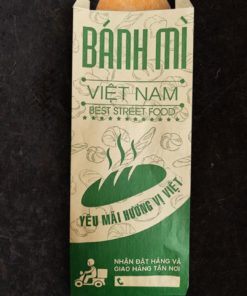 BÁNH MÌ
VIỆT NAM
BEST STREET FOOD
YÊU MÃI HƯƠNG VỊ VIỆT
NHẬN ĐẶT HÀNG VÀ
GIAO HÀNG TẬN NƠI